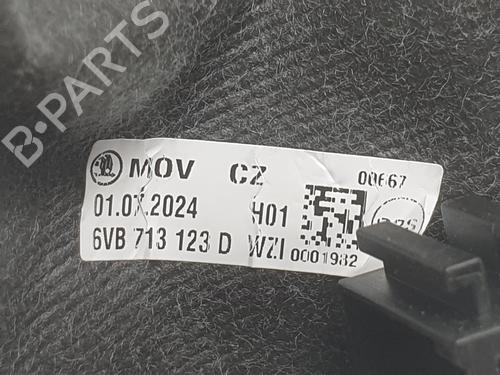 B-PARTS
MOV CZ 00667
01.07.2024 H01
6VB 713 123 D WZI 0001982